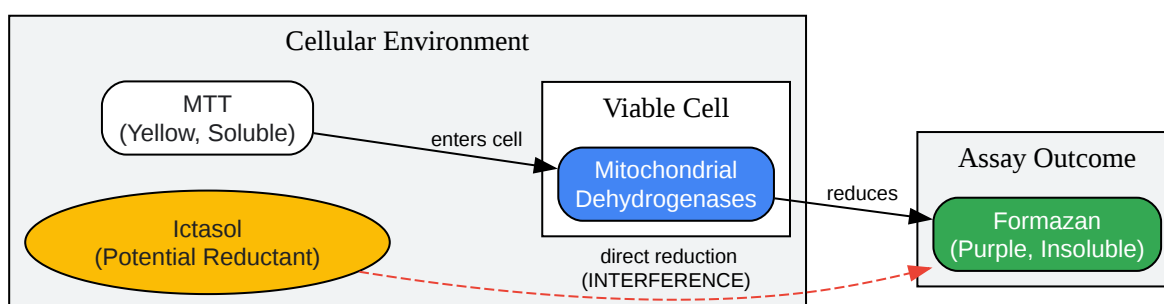 Cellular Environment
MTT
(Yellow, Soluble)
enters cell
Viable Cell
Mitochondrial
Dehydrogenases
reduces
Assay Outcome
Formazan
(Purple, Insoluble)
Ictasol
(Potential Reductant)
direct reduction
(INTERFERENCE)